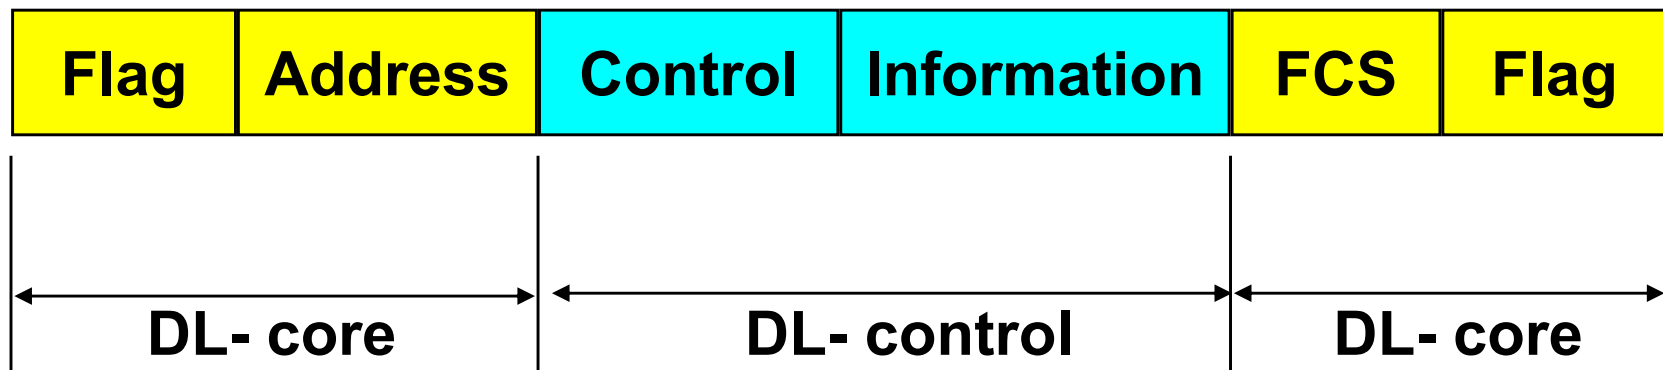 Flag Address Control Information FCS Flag
DL- core DL- control DL- core